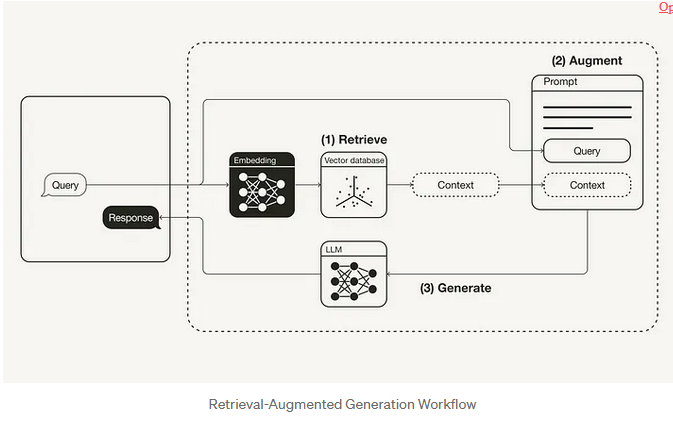 Op
(2) Augment
Prompt
(1) Retrieve
Embedding
Vector database
Query
Query
Context
Context
Response
LLM
(3) Generate
Retrieval-Augmented Generation Workflow